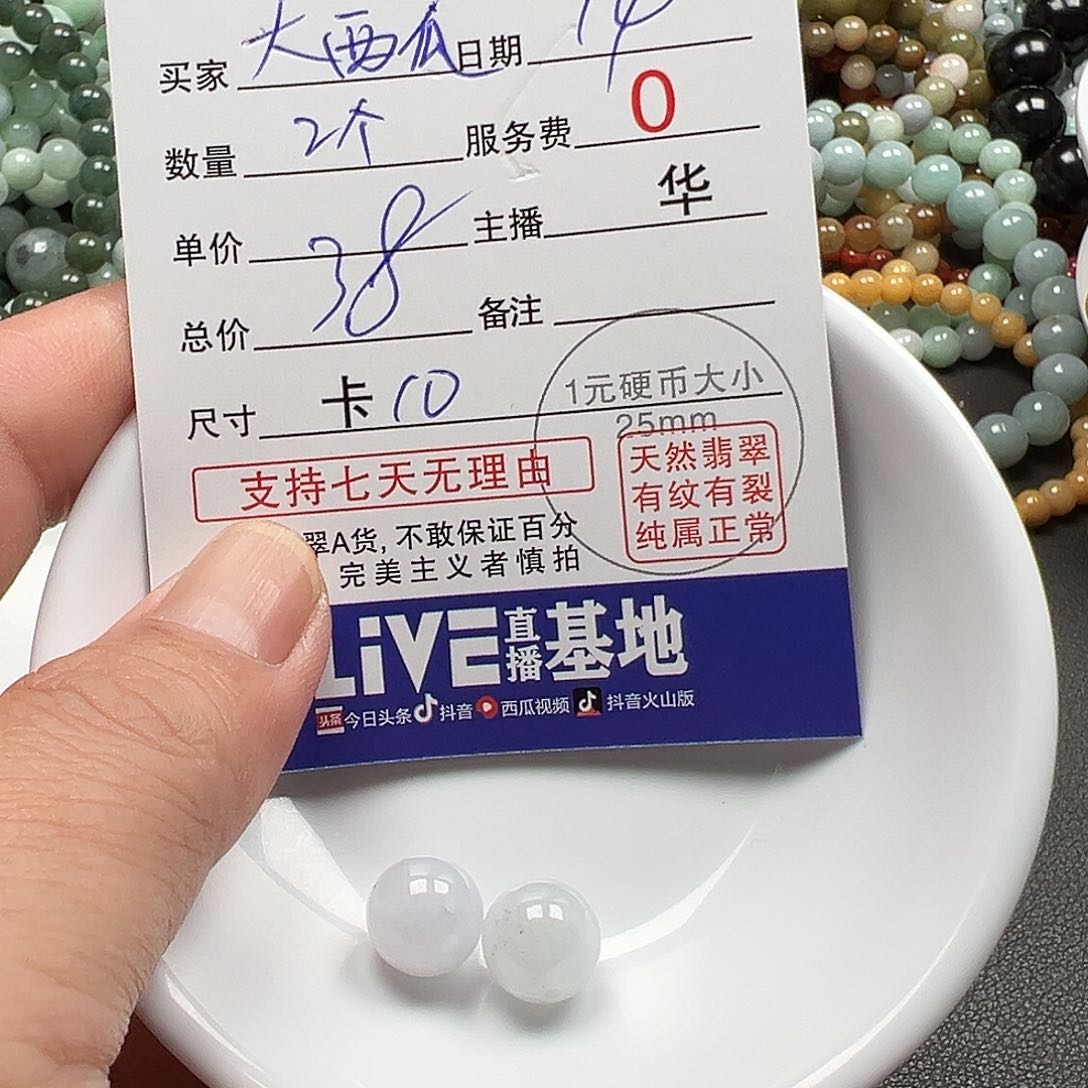 买家 大西瓜 日期 14
数量 2个 服务费 0
单价 38 主播 华
总价 备注
尺寸 卡10
1元硬币大小
25mm
支持七天无理由
天然翡翠
有纹有裂
纯属正常
翠A货,不敢保证百分
完美主义者慎拍
LiVE直播基地
头条 今日头条 抖音 西瓜视频 抖音火山版